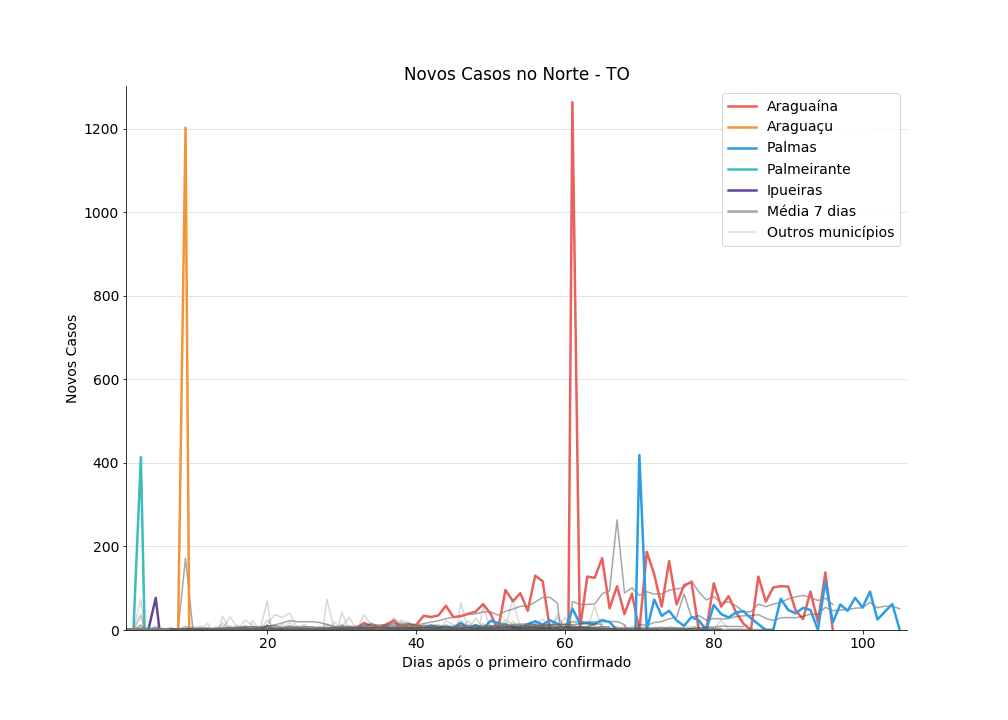 Novos Casos no Norte - TO
Araguaína
Araguaçu
Palmas
Palmeirante
Ipueiras
Média 7 dias
Outros municípios
Novos Casos
1200
1000
800
600
400
200
0
20
40
60
80
100
Dias após o primeiro confirmado